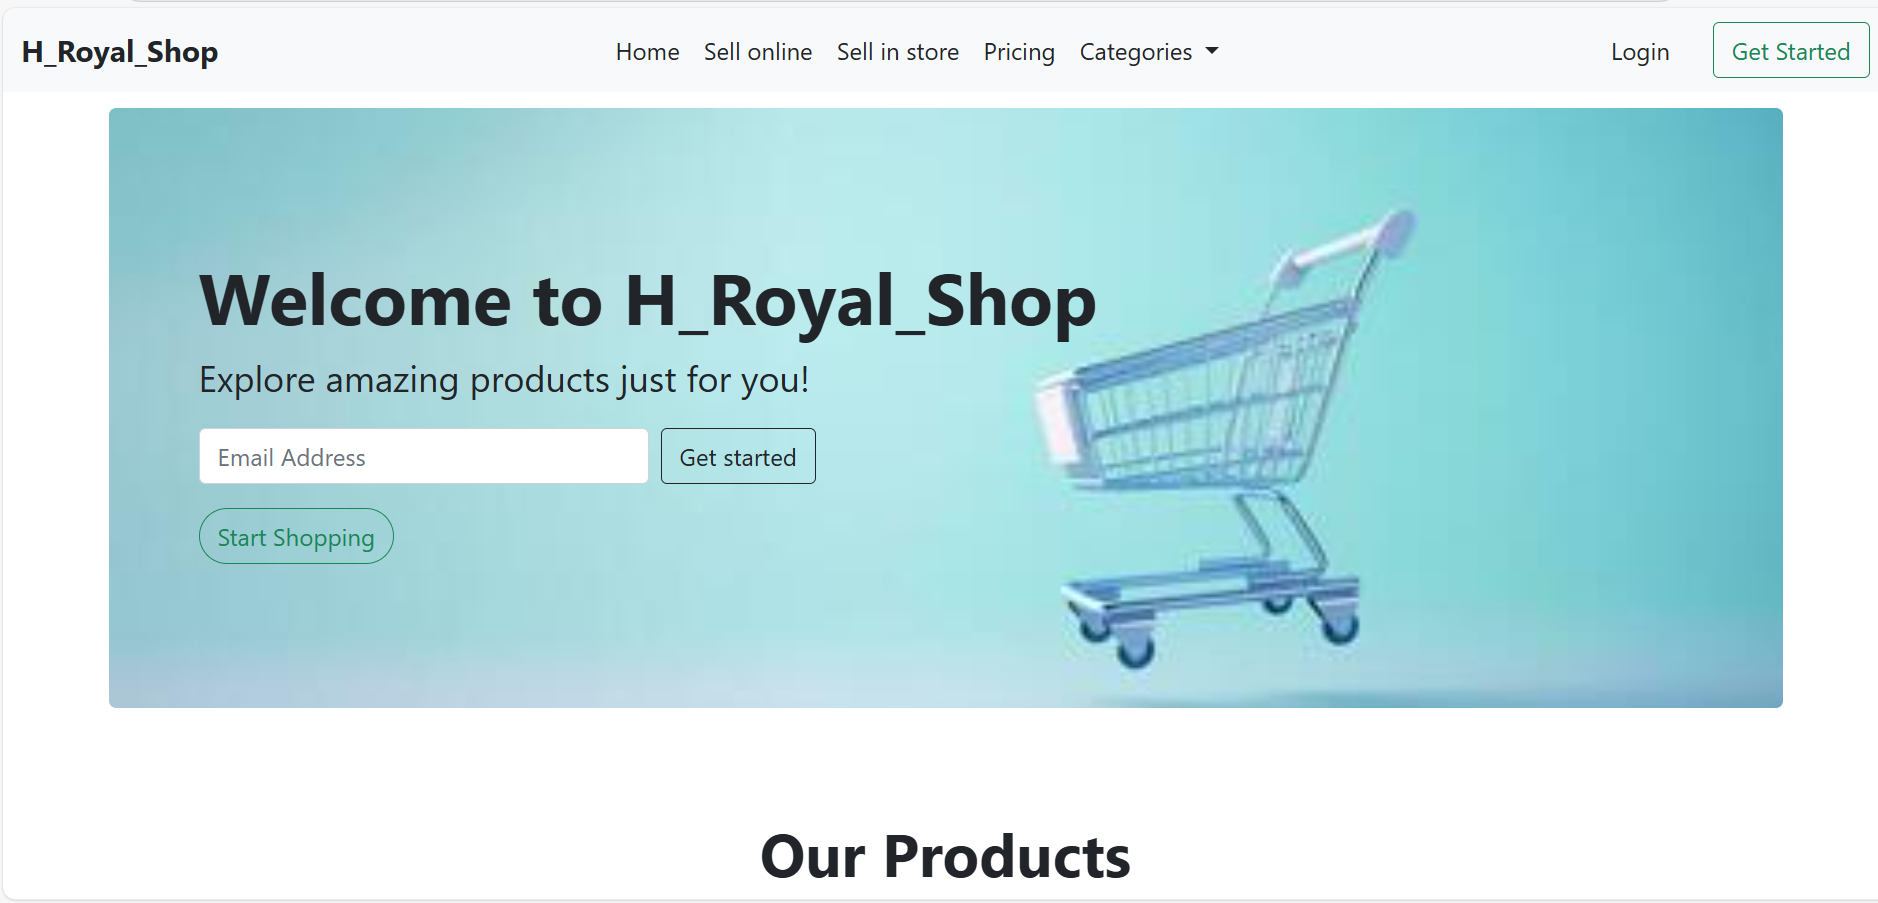 H_Royal_Shop
Home Sell online Sell in store Pricing Categories
Login Get Started
Welcome to H_Royal_Shop
Explore amazing products just for you!
Email Address Get started
Start Shopping
Our Products